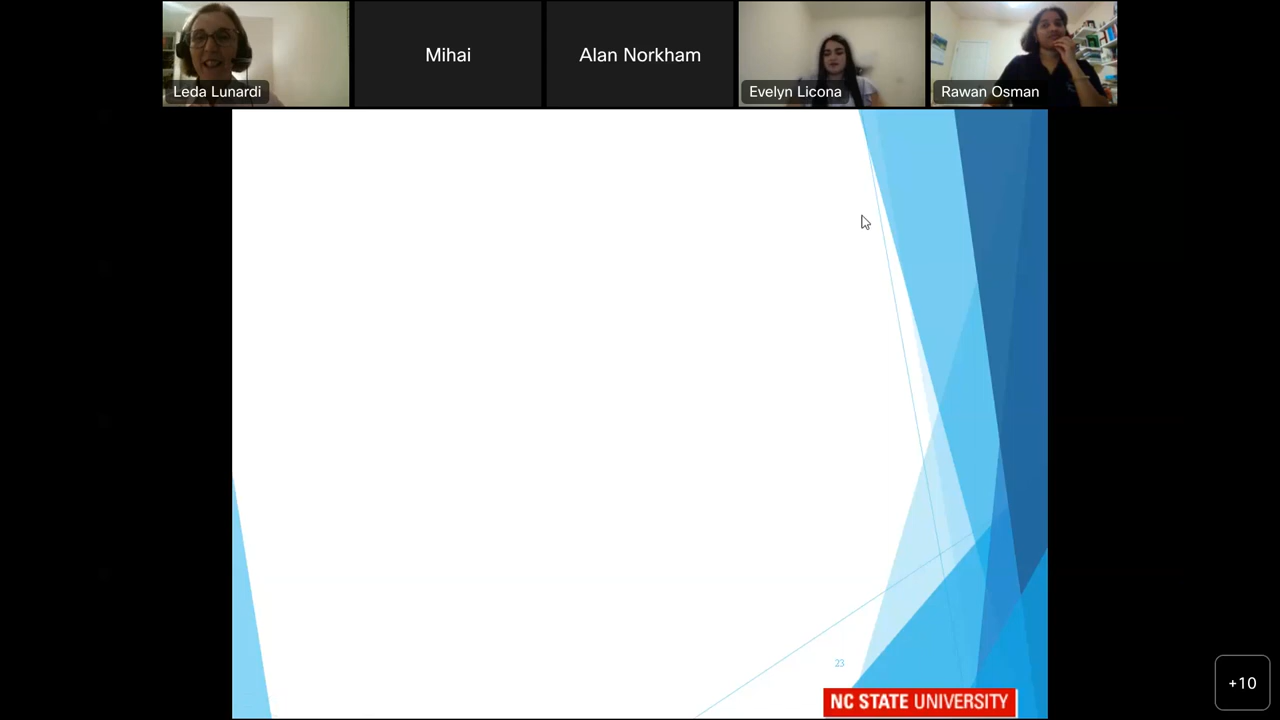 Leda Lunardi
Mihai
Alan Norkham
Evelyn Licona
Rawan Osman
23
NC STATE UNIVERSITY
+10